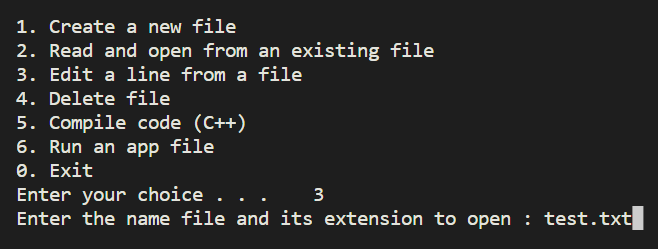 1. Create a new file
2. Read and open from an existing file
3. Edit a line from a file
4. Delete file
5. Compile code (C++)
6. Run an app file
0. Exit
Enter your choice . . .    3
Enter the name file and its extension to open : test.txt